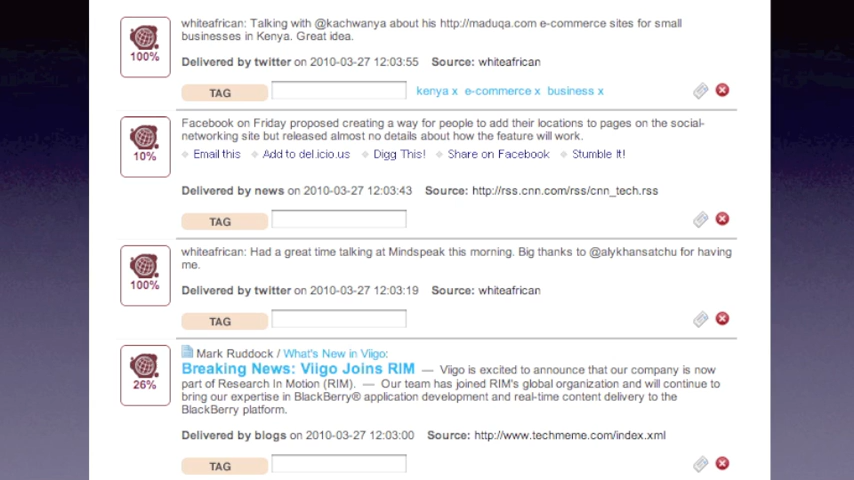 whiteafrican: Talking with @kachwanya about his http://maduqa.com e-commerce sites for small
businesses in Kenya. Great idea.
100%
Delivered by twitter on 2010-03-27 12:03:55 Source: whiteafrican
TAG kenya x e-commerce x business x
Facebook on Friday proposed creating a way for people to add their locations to pages on the social-
networking site but released almost no details about how the feature will work.
10%
Email this Add to del.icio.us Digg This! Share on Facebook Stumble It!
Delivered by news on 2010-03-27 12:03:43 Source: http://rss.cnn.com/rss/cnn_tech.rss
TAG
whiteafrican: Had a great time talking at Mindspeak this morning. Big thanks to @alykhansatchu for having
me.
100%
Delivered by twitter on 2010-03-27 12:03:19 Source: whiteafrican
TAG
Mark Ruddock / What's New in Viigo:
Breaking News: Viigo Joins RIM — Viigo is excited to announce that our company is now
part of Research In Motion (RIM). — Our team has joined RIM's global organization and will continue to
26%
bring our expertise in BlackBerry® application development and real-time content delivery to the
BlackBerry platform.
Delivered by blogs on 2010-03-27 12:03:00 Source: http://www.techmeme.com/index.xml
TAG